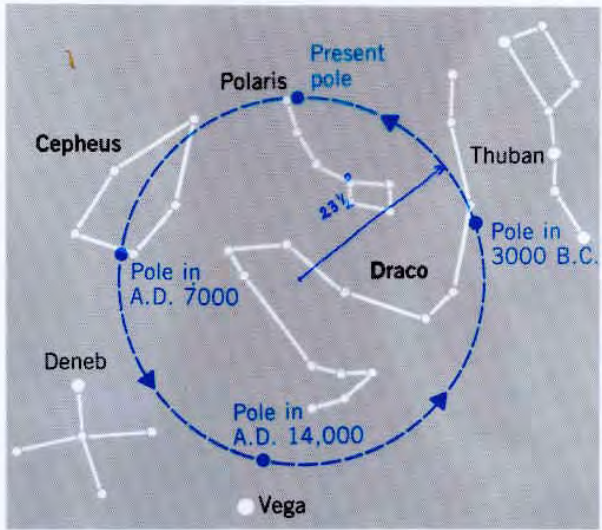 Present
pole
Polaris
Cepheus
Thuban
23½°
Pole in
3000 B.C.
Draco
Pole in
A.D. 7000
Deneb
Pole in
A.D. 14,000
Vega